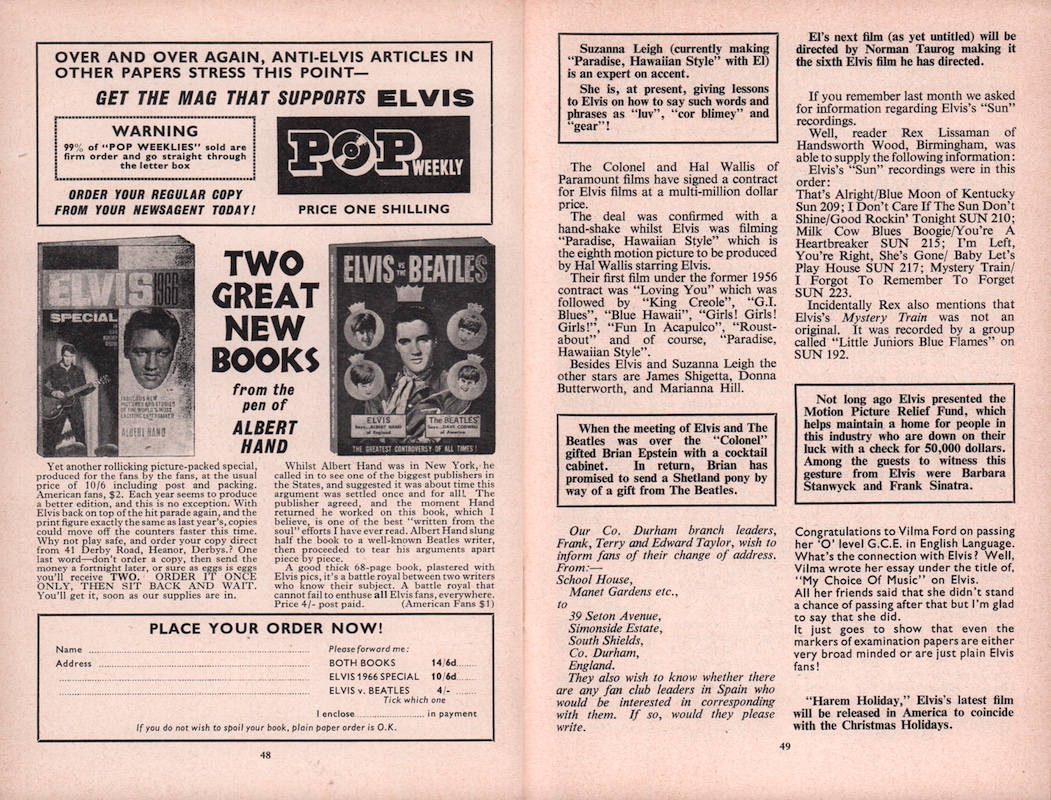 OVER AND OVER AGAIN, ANTI-ELVIS ARTICLES IN
OTHER PAPERS STRESS THIS POINT—
GET THE MAG THAT SUPPORTS ELVIS
WARNING
99% of "POP WEEKLIES" sold are
firm order and go straight through
the letter box
ORDER YOUR REGULAR COPY
FROM YOUR NEWSAGENT TODAY!
POP WEEKLY
PRICE ONE SHILLING
ELVIS 1966
SPECIAL
FABULOUS NEW
PICTURES AND STORIES
OF THE WORLD'S MOST
EXCITING ENTERTAINER
ALBERT HAND
TWO
GREAT
NEW
BOOKS
from the
pen of
ALBERT
HAND
ELVIS VS THE BEATLES
ELVIS
Says...ALBERT HAND
of England
The BEATLES
Says...DAVE
of America
THE GREATEST CONTROVERSY OF ALL TIMES!
Yet another rollicking picture-packed special,
produced for the fans by the fans, at the usual
price of 10/6 including post and packing.
American fans, $2. Each year seems to produce
a better edition, and this is no exception. With
Elvis back on top of the hit parade again, and the
print figure exactly the same as last year's, copies
could move off the counters faster this time.
Why not play safe, and order your copy direct
from 41 Derby Road, Heanor, Derbys.? One
last word—don't order a copy, then send the
money a fortnight later, or sure as eggs is eggs
you'll receive TWO. ORDER IT ONCE
ONLY, THEN SIT BACK AND WAIT.
You'll get it, soon as our supplies are in.
Whilst Albert Hand was in New York, he
called in to see one of the biggest publishers in
the States, and suggested it was about time this
argument was settled once and for all! The
publisher agreed, and the moment Hand
returned he worked on this book, which I
believe, is one of the best "written from the
soul" efforts I have ever read. Albert Hand slung
half the book to a well-known Beatles writer,
then proceeded to tear his arguments apart
piece by piece.
A good thick 68-page book, plastered with
Elvis pics, it's a battle royal between two writers
who know their subject. A battle royal that
cannot fail to enthuse all Elvis fans, everywhere.
Price 4/- post paid. (American Fans $1)
PLACE YOUR ORDER NOW!
Name
Address
Please forward me:
BOTH BOOKS 14/6d.
ELVIS 1966 SPECIAL 10/6d.
ELVIS v. BEATLES 4/-
Tick which one
I enclose in payment
If you do not wish to spoil your book, plain paper order is O.K.
48
Suzanna Leigh (currently making
"Paradise, Hawaiian Style" with El)
is an expert on accent.
She is, at present, giving lessons
to Elvis on how to say such words and
phrases as "luv", "cor blimey" and
"gear"!
The Colonel and Hal Wallis of
Paramount films have signed a contract
for Elvis films at a multi-million dollar
price.
The deal was confirmed with a
hand-shake whilst Elvis was filming
"Paradise, Hawaiian Style" which is
the eighth motion picture to be produced
by Hal Wallis starring Elvis.
Their first film under the former 1956
contract was "Loving You" which was
followed by "King Creole", "G.I.
Blues", "Blue Hawaii", "Girls! Girls!
Girls!", "Fun In Acapulco", "Roust-
about" and of course, "Paradise,
Hawaiian Style".
Besides Elvis and Suzanna Leigh the
other stars are James Shigetta, Donna
Butterworth, and Marianna Hill.
When the meeting of Elvis and The
Beatles was over the "Colonel"
gifted Brian Epstein with a cocktail
cabinet. In return, Brian has
promised to send a Shetland pony by
way of a gift from The Beatles.
Our Co. Durham branch leaders,
Frank, Terry and Edward Taylor, wish to
inform fans of their change of address.
From:—
School House,
Manet Gardens etc.,
to
39 Seton Avenue,
Simonside Estate,
South Shields,
Co. Durham,
England.
They also wish to know whether there
are any fan club leaders in Spain who
would be interested in corresponding
with them. If so, would they please
write.
El's next film (as yet untitled) will be
directed by Norman Taurog making it
the sixth Elvis film he has directed.
If you remember last month we asked
for information regarding Elvis's "Sun"
recordings.
Well, reader Rex Lissaman of
Handsworth Wood, Birmingham, was
able to supply the following information:
Elvis's "Sun" recordings were in this
order:
That's Alright/Blue Moon of Kentucky
Sun 209; I Don't Care If The Sun Don't
Shine/Good Rockin' Tonight SUN 210;
Milk Cow Blues Boogie/You're A
Heartbreaker SUN 215; I'm Left,
You're Right, She's Gone/ Baby Let's
Play House SUN 217; Mystery Train/
I Forgot To Remember To Forget
SUN 223.
Incidentally Rex also mentions that
Elvis's Mystery Train was not an
original. It was recorded by a group
called "Little Juniors Blue Flames" on
SUN 192.
Not long ago Elvis presented the
Motion Picture Relief Fund, which
helps maintain a home for people in
this industry who are down on their
luck with a check for 50,000 dollars.
Among the guests to witness this
gesture from Elvis were Barbara
Stanwyck and Frank Sinatra.
Congratulations to Vilma Ford on passing
her 'O' level G.C.E. in English Language.
What's the connection with Elvis? Well,
Vilma wrote her essay under the title of,
"My Choice Of Music" on Elvis.
All her friends said that she didn't stand
a chance of passing after that but I'm glad
to say that she did.
It just goes to show that even the
markers of examination papers are either
very broad minded or are just plain Elvis
fans!
"Harem Holiday," Elvis's latest film
will be released in America to coincide
with the Christmas Holidays.
49